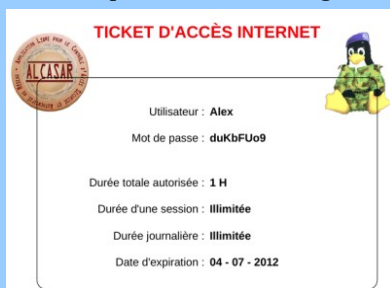 TICKET D'ACCÈS INTERNET
ALCASAR
Utilisateur : Alex
Mot de passe : duKbFUo9
Durée totale autorisée : 1 H
Durée d'une session : Illimitée
Durée journalière : Illimitée
Date d'expiration : 04 - 07 - 2012